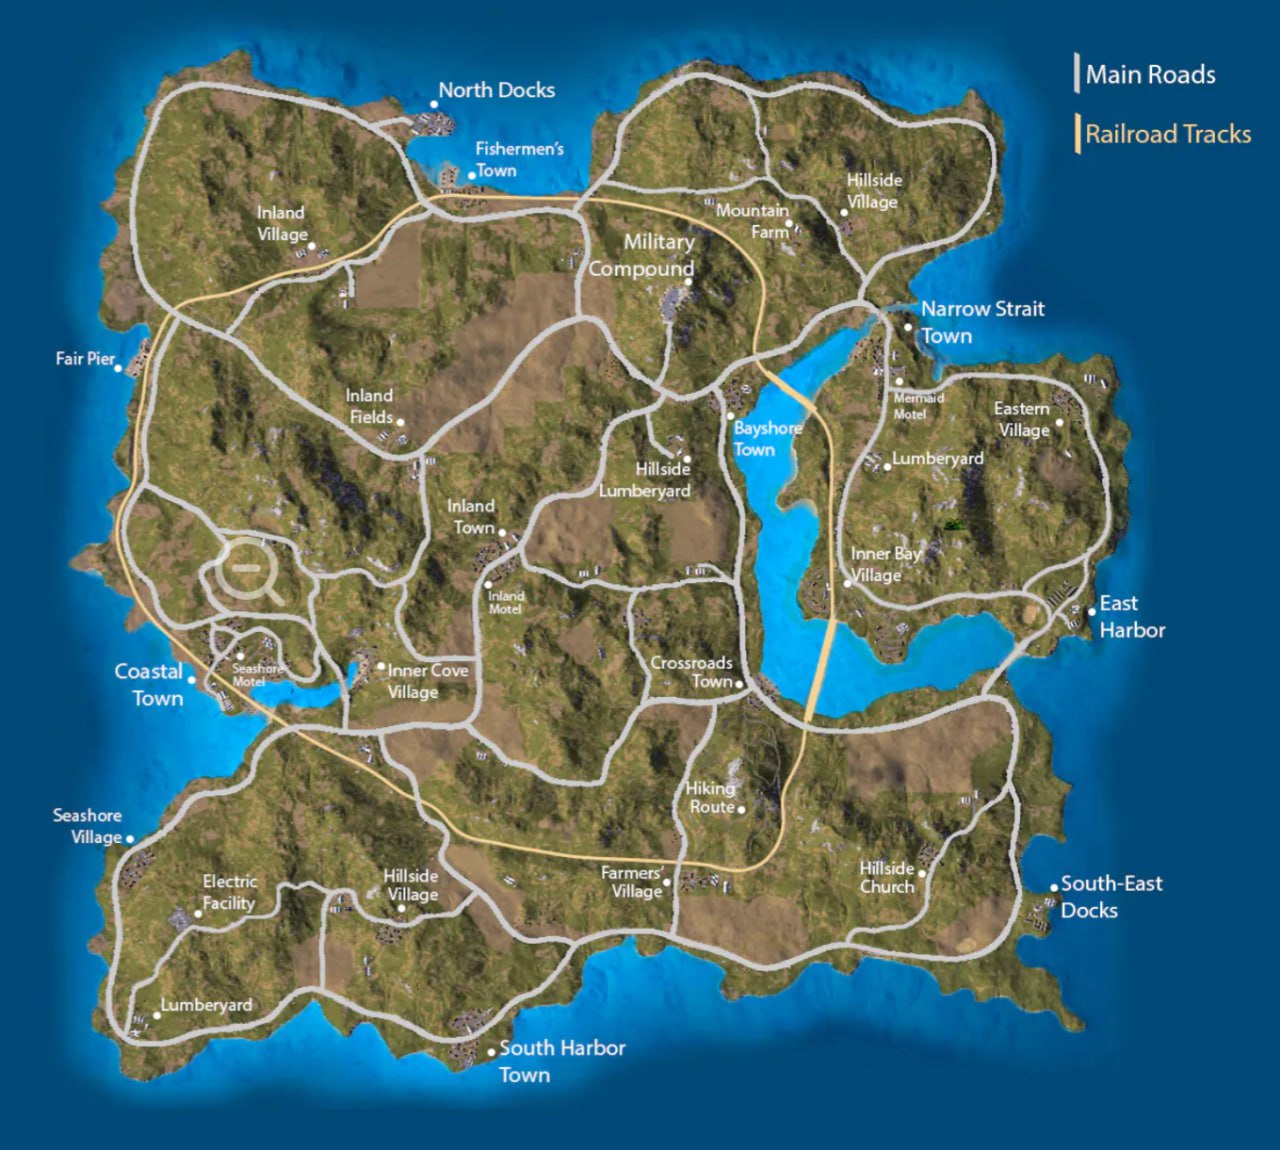 Main Roads
North Docks
Railroad Tracks
Fishermen's
Town
Hillside
Village
Inland
Village
Mountain
Farm
Military
Compound
Narrow Strait
Town
Fair Pier
Mermaid
Motel
Inland
Fields
Eastern
Village
Bayshore
Town
Lumberyard
Hillside
Lumberyard
Inland
Town
Inner Bay
Village
Inland
Motel
East
Harbor
Coastal
Town
Seashore
Motel
Inner Cove
Village
Crossroads
Town
Hiking
Route
Seashore
Village
Electric
Facility
Hillside
Village
Farmers'
Village
Hillside
Church
South-East
Docks
Lumberyard
South Harbor
Town